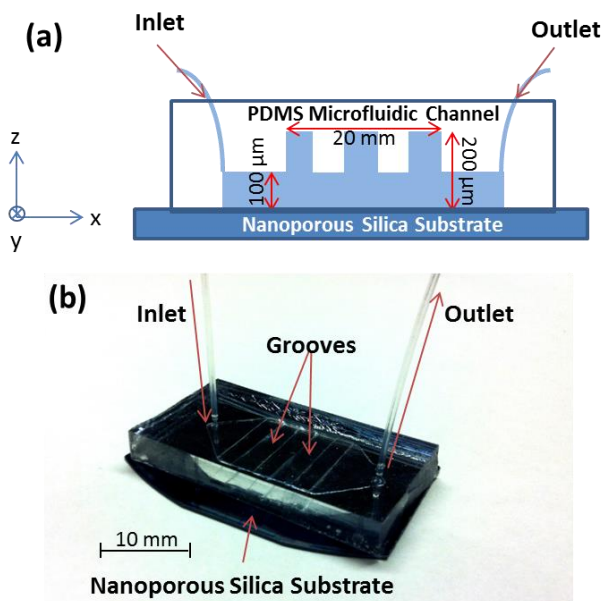 (a)
Inlet
Outlet
PDMS Microfluidic Channel
20 mm
100 µm
200 µm
z
x
y
Nanoporous Silica Substrate
(b)
Inlet
Outlet
Grooves
10 mm
Nanoporous Silica Substrate